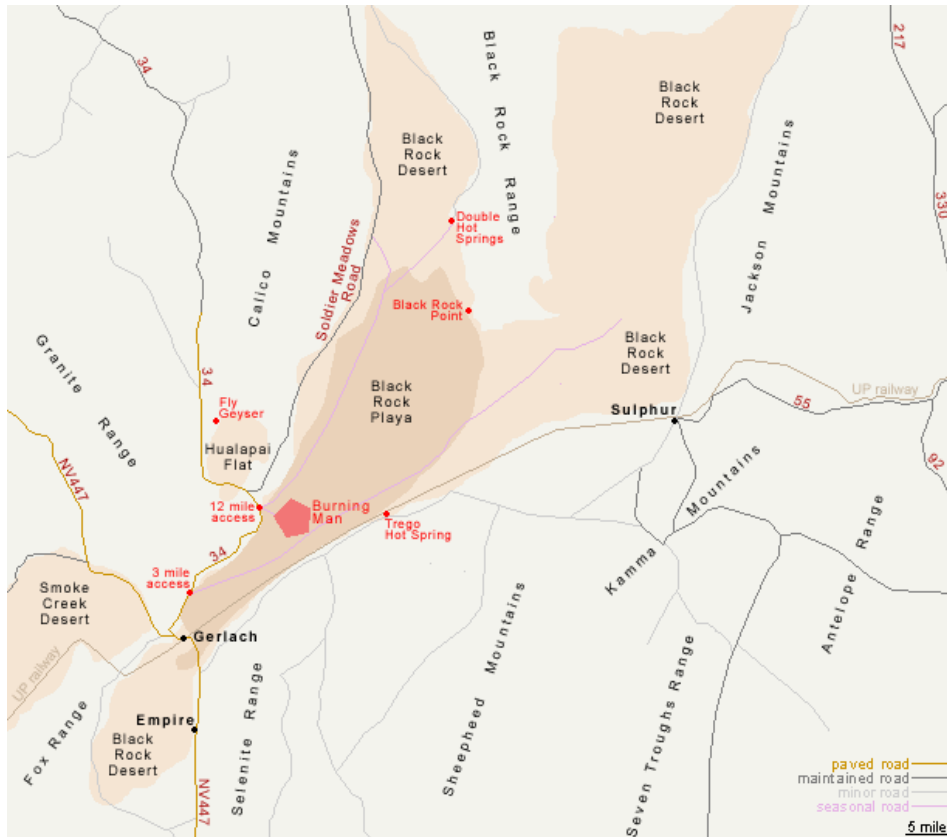 34
217
Black Rock Range
Black
Rock
Desert
Black
Rock
Desert
Calico Mountains
Jackson Mountains
330
Double
Hot
Springs
Soldier Meadows
Road
Black Rock
Point
Granite Range
34
Black
Rock
Desert
Black
Rock
Playa
UP railway
Fly
Geyser
Sulphur
55
Hualapai
Flat
NV447
92
Mountains
12 mile
access
Burning
Man
Trego
Hot Spring
34
Kamma
Antelope Range
3 mile
access
Smoke
Creek
Desert
Gerlach
UP railway
Sheepheed Mountains
Fox Range
Empire
Selenite Range
Seven Troughs Range
Black
Rock
Desert
NV447
paved road
maintained road
minor road
seasonal road
5 mile